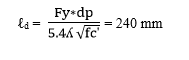 ℓd = Fy*dp / 5.4ʎ √fc' = 240 mm